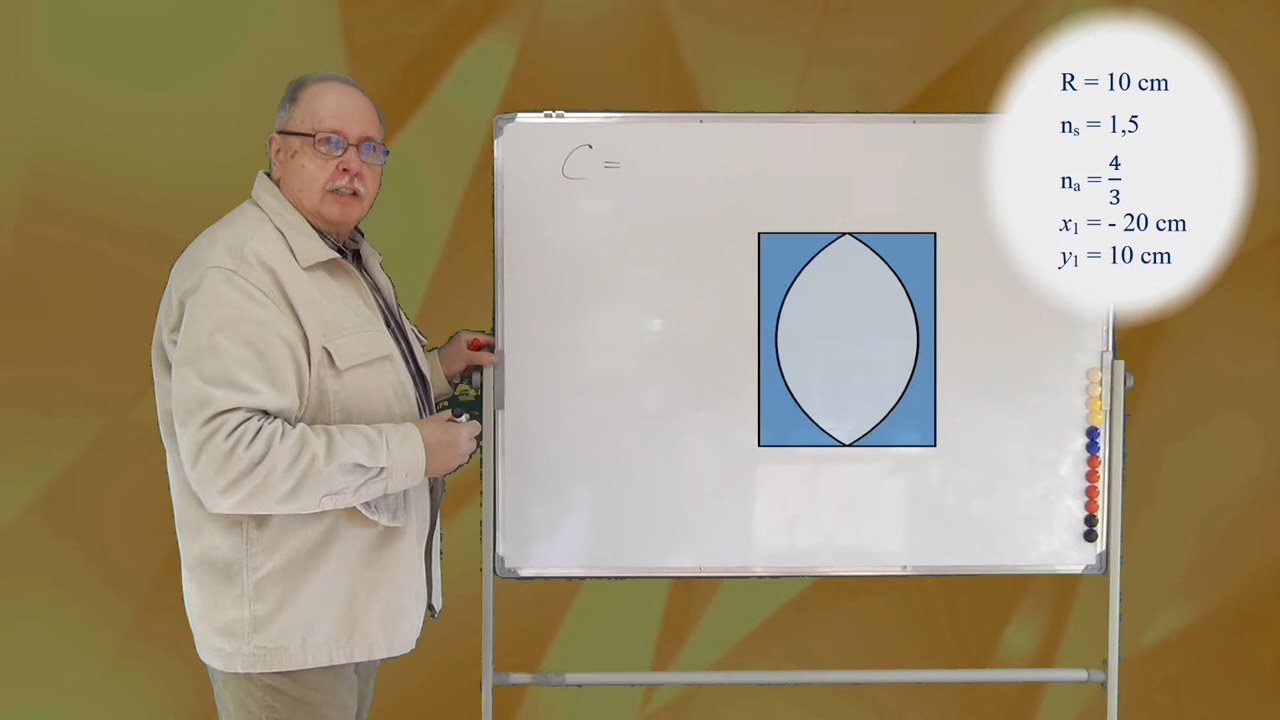 C =
R = 10 cm
nₛ = 1,5
nₐ = 4/3
x₁ = - 20 cm
y₁ = 10 cm